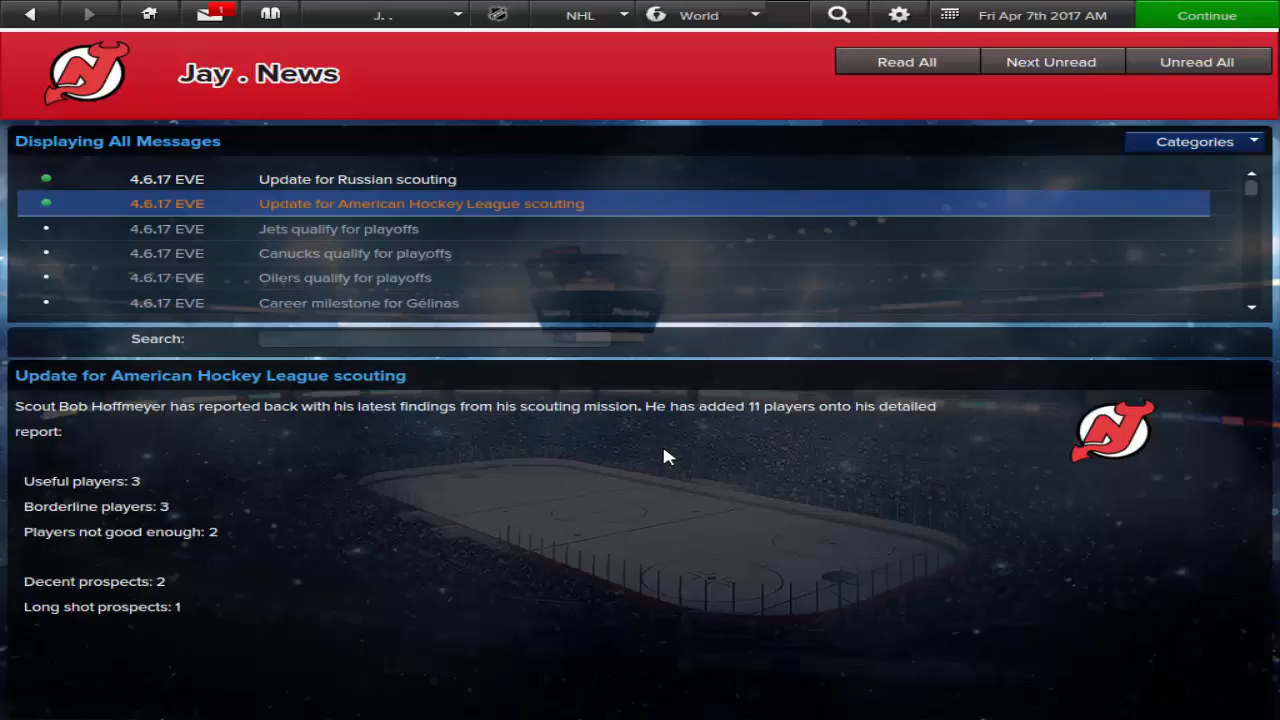 1
J. .
NHL
World
Fri Apr 7th 2017 AM
Continue
Jay . News
Read All
Next Unread
Unread All
Displaying All Messages
Categories
4.6.17 EVE Update for Russian scouting
4.6.17 EVE Update for American Hockey League scouting
4.6.17 EVE Jets qualify for playoffs
4.6.17 EVE Canucks qualify for playoffs
4.6.17 EVE Oilers qualify for playoffs
4.6.17 EVE Career milestone for Gélinas
Search:
Update for American Hockey League scouting
Scout Bob Hoffmeyer has reported back with his latest findings from his scouting mission. He has added 11 players onto his detailed
report:
Useful players: 3
Borderline players: 3
Players not good enough: 2
Decent prospects: 2
Long shot prospects: 1